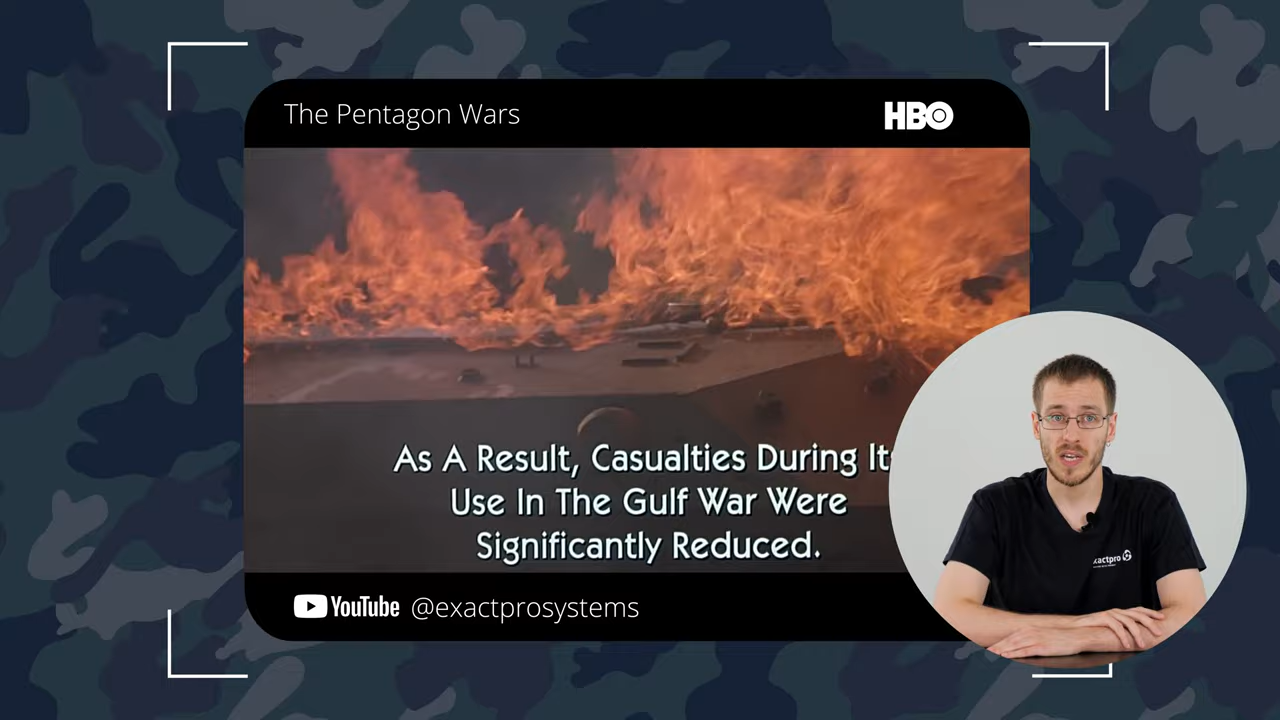 The Pentagon Wars
HBO
As A Result, Casualties During Its
Use In The Gulf War Were
Significantly Reduced.
YouTube @exactprosystems
exactpro